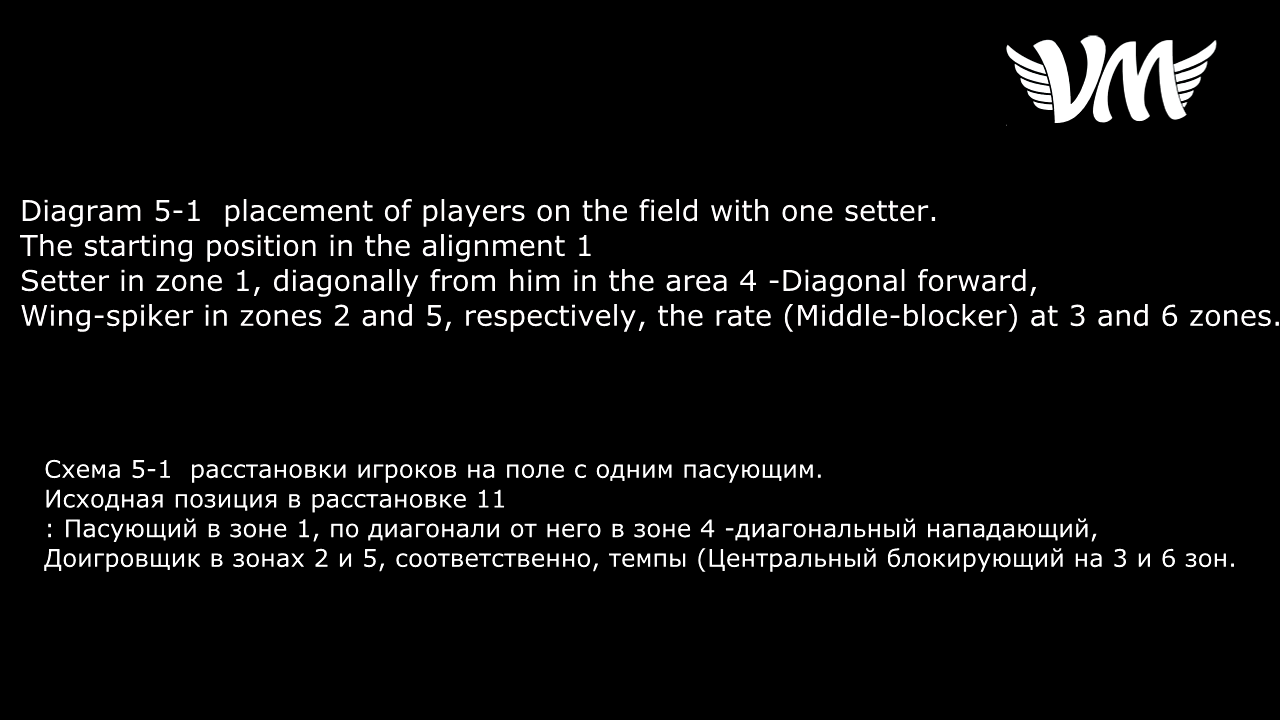 VM
Diagram 5-1  placement of players on the field with one setter.
The starting position in the alignment 1
Setter in zone 1, diagonally from him in the area 4 -Diagonal forward,
Wing-spiker in zones 2 and 5, respectively, the rate (Middle-blocker) at 3 and 6 zones.
Схема 5-1  расстановки игроков на поле с одним пасующим.
Исходная позиция в расстановке 11
: Пасующий в зоне 1, по диагонали от него в зоне 4 -диагональный нападающий,
Доигровщик в зонах 2 и 5, соответственно, темпы (Центральный блокирующий на 3 и 6 зон.